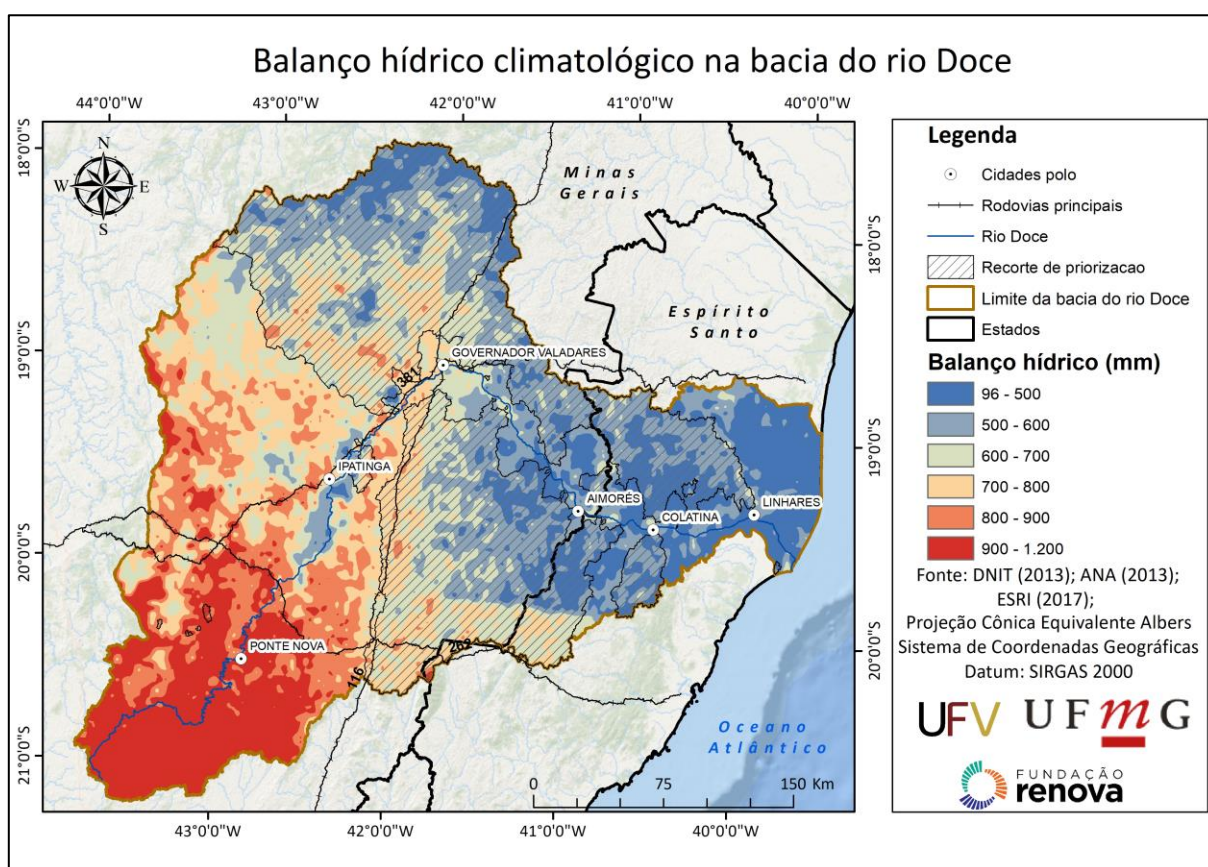 Balanço hídrico climatológico na bacia do rio Doce
44°0'0"W
43°0'0"W
42°0'0"W
41°0'0"W
40°0'0"W
18°0'0"S
19°0'0"S
20°0'0"S
21°0'0"S
N
W
E
S
Minas
Gerais
Espírito
Santo
GOVERNADOR VALADARES
381
IPATINGA
AIMORÉS
COLATINA
LINHARES
PONTE NOVA
116
262
Oceano
Atlântico
0
75
150 Km
18°0'0"S
19°0'0"S
20°0'0"S
43°0'0"W
42°0'0"W
41°0'0"W
40°0'0"W
Legenda
Cidades polo
Rodovias principais
Rio Doce
Recorte de priorizacao
Limite da bacia do rio Doce
Estados
Balanço hídrico (mm)
96 - 500
500 - 600
600 - 700
700 - 800
800 - 900
900 - 1.200
Fonte: DNIT (2013); ANA (2013);
ESRI (2017);
Projeção Cônica Equivalente Albers
Sistema de Coordenadas Geográficas
Datum: SIRGAS 2000
UFV
UFmG
FUNDAÇÃO
renova